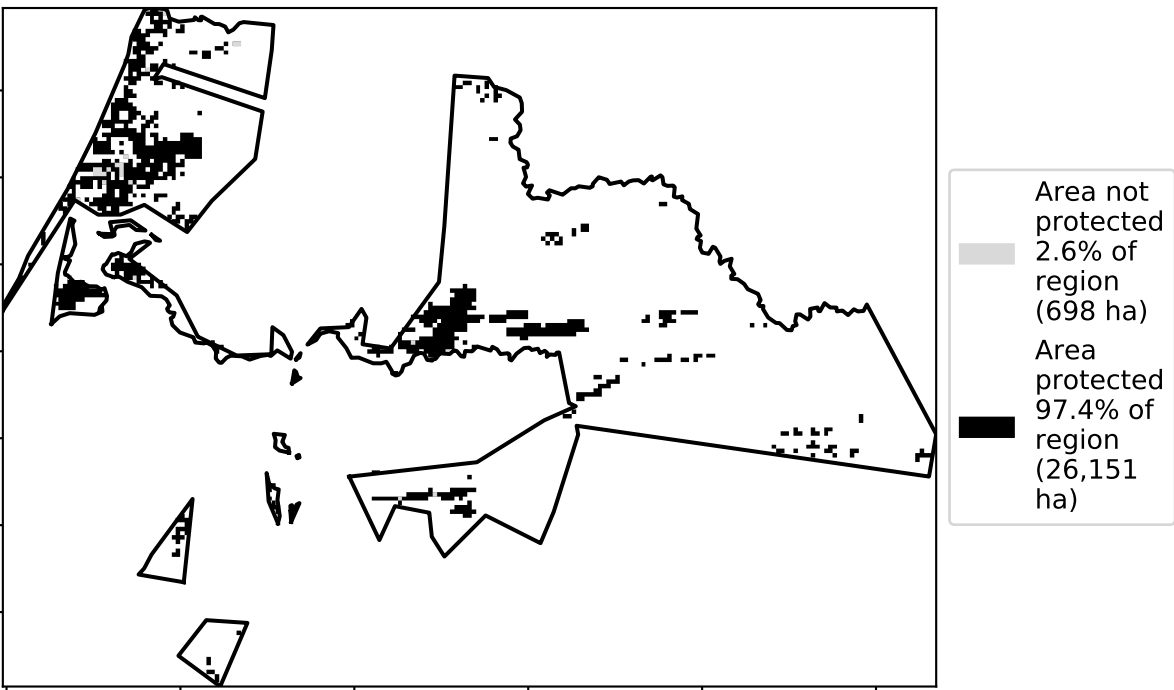 Area not
protected
2.6% of
region
(698 ha)
Area
protected
97.4% of
region
(26,151
ha)